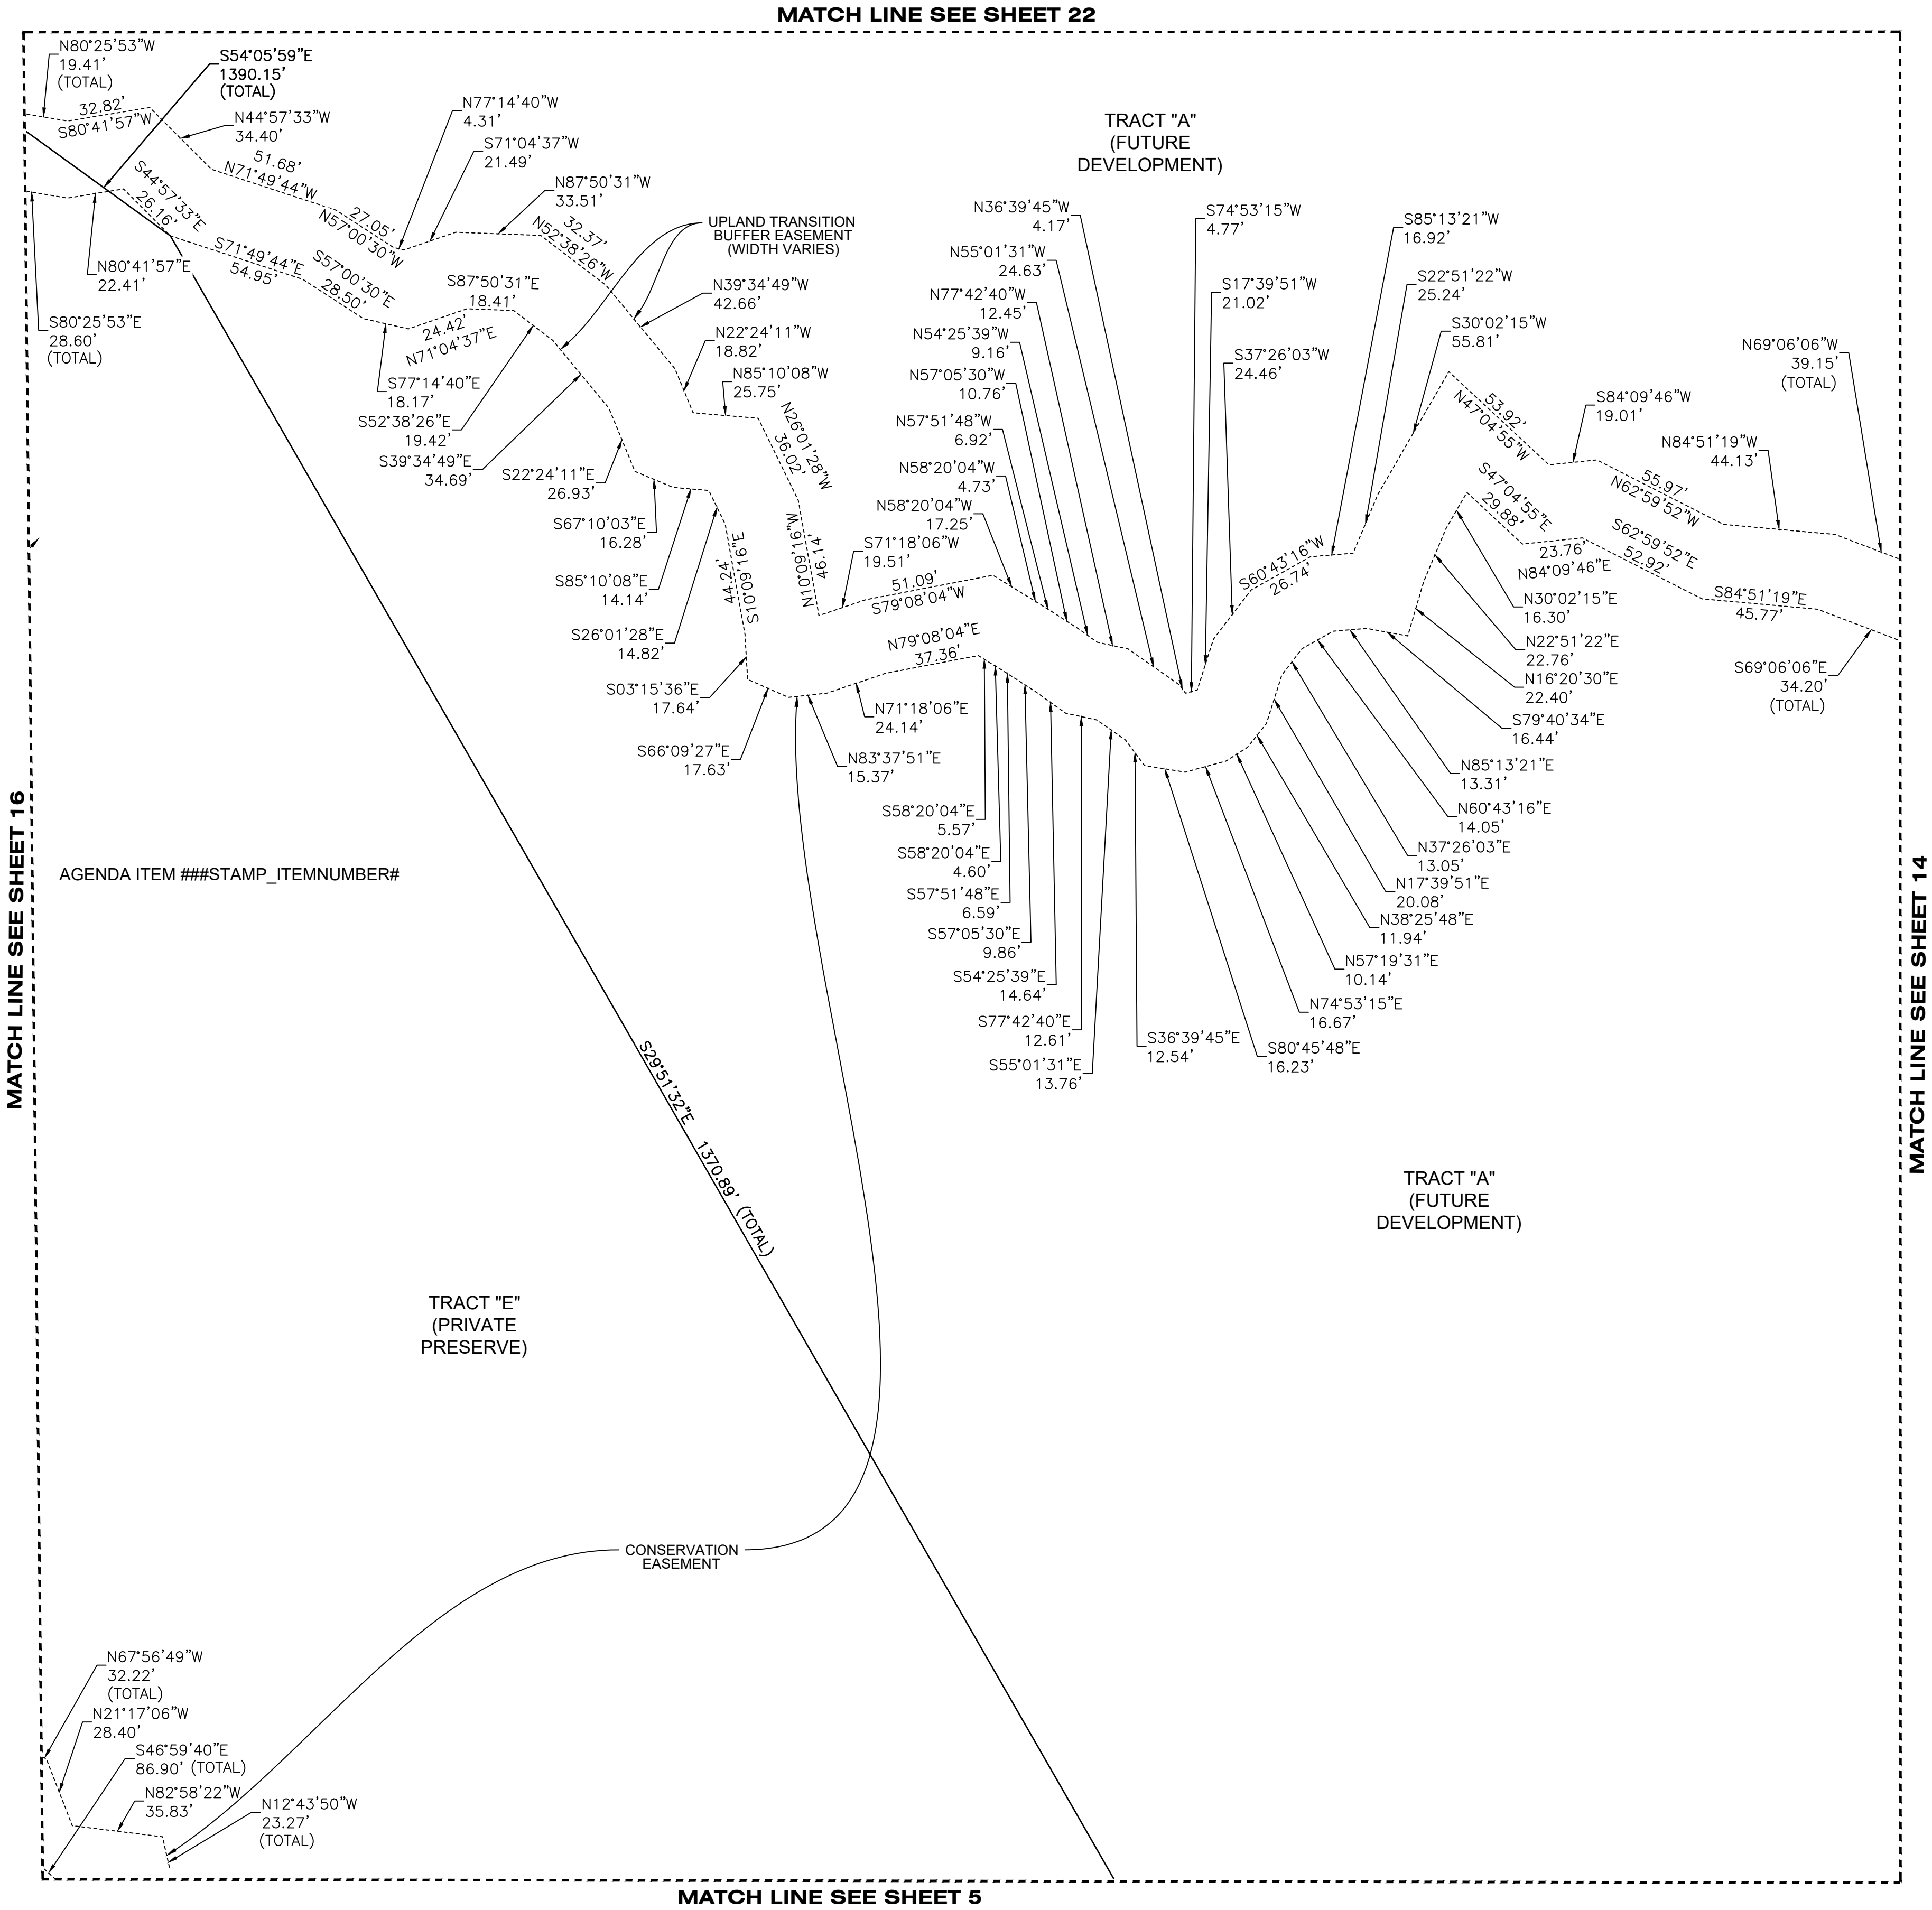 MATCH LINE SEE SHEET 22
N80°25'53"W
19.41'
(TOTAL)
S54°05'59"E
1390.15'
(TOTAL)
32.82'
S80°41'57"W
N44°57'33"W
34.40'
51.68'
N71°49'44"W
N77°14'40"W
4.31'
S71°04'37"W
21.49'
N87°50'31"W
33.51'
27.05'
N57°00'30"W
32.37'
N52°38'26"W
UPLAND TRANSITION
BUFFER EASEMENT
(WIDTH VARIES)
TRACT "A"
(FUTURE
DEVELOPMENT)
S44°57'33"E
26.16'
N80°41'57"E
22.41'
S80°25'53"E
28.60'
(TOTAL)
S71°49'44"E
54.95'
S57°00'30"E
28.50'
S87°50'31"E
18.41'
24.42'
N71°04'37"E
S77°14'40"E
18.17'
S52°38'26"E
19.42'
S39°34'49"E
34.69'
S22°24'11"E
26.93'
S67°10'03"E
16.28'
S85°10'08"E
14.14'
S26°01'28"E
14.82'
S03°15'36"E
17.64'
S66°09'27"E
17.63'
N39°34'49"W
42.66'
N22°24'11"W
18.82'
N85°10'08"W
25.75'
N26°01'28"W
36.02'
44.24'
S10°09'16"E
N10°09'16"W
46.14'
S71°18'06"W
19.51'
51.09'
S79°08'04"W
N79°08'04"E
37.36'
N71°18'06"E
24.14'
N83°37'51"E
15.37'
N36°39'45"W
4.17'
N55°01'31"W
24.63'
N77°42'40"W
12.45'
N54°25'39"W
9.16'
N57°05'30"W
10.76'
N57°51'48"W
6.92'
N58°20'04"W
4.73'
N58°20'04"W
17.25'
S74°53'15"W
4.77'
S17°39'51"W
21.02'
S37°26'03"W
24.46'
S85°13'21"W
16.92'
S22°51'22"W
25.24'
S30°02'15"W
55.81'
S60°43'16"W
26.74'
53.92'
N47°04'55"W
S84°09'46"W
19.01'
N69°06'06"W
39.15'
(TOTAL)
N84°51'19"W
44.13'
55.97'
N62°59'52"W
S47°04'55"E
29.88'
23.76'
N84°09'46"E
S62°59'52"E
52.92'
S84°51'19"E
45.77'
S69°06'06"E
34.20'
(TOTAL)
N30°02'15"E
16.30'
N22°51'22"E
22.76'
N16°20'30"E
22.40'
S79°40'34"E
16.44'
N85°13'21"E
13.31'
N60°43'16"E
14.05'
N37°26'03"E
13.05'
N17°39'51"E
20.08'
N38°25'48"E
11.94'
N57°19'31"E
10.14'
N74°53'15"E
16.67'
S80°45'48"E
16.23'
S36°39'45"E
12.54'
S58°20'04"E
5.57'
S58°20'04"E
4.60'
S57°51'48"E
6.59'
S57°05'30"E
9.86'
S54°25'39"E
14.64'
S77°42'40"E
12.61'
S55°01'31"E
13.76'
MATCH LINE SEE SHEET 16
AGENDA ITEM ###STAMP_ITEMNUMBER#
MATCH LINE SEE SHEET 14
S29°51'32"E 1370.89' (TOTAL)
TRACT "A"
(FUTURE
DEVELOPMENT)
TRACT "E"
(PRIVATE
PRESERVE)
CONSERVATION
EASEMENT
N67°56'49"W
32.22'
(TOTAL)
N21°17'06"W
28.40'
S46°59'40"E
86.90' (TOTAL)
N82°58'22"W
35.83'
N12°43'50"W
23.27'
(TOTAL)
MATCH LINE SEE SHEET 5